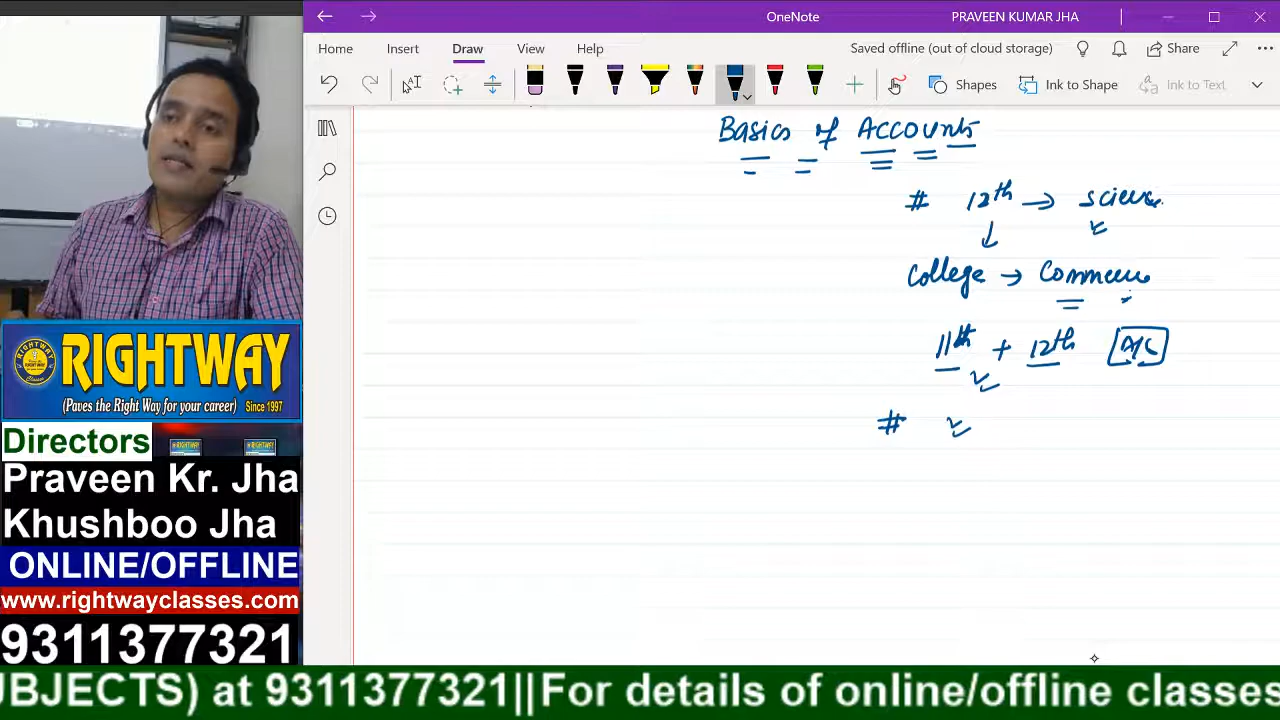 OneNote
PRAVEEN KUMAR JHA
Home Insert Draw View Help
Saved offline (out of cloud storage)
Share
Shapes
Ink to Shape
Ink to Text
Basics of ACCOUNTS
# 12th → Science
↓
College → Commerce
11th + 12th A/C
#
RIGHTWAY
Classes
(Paves the Right Way for your career) Since 1997
Directors
Praveen Kr. Jha
Khushboo Jha
ONLINE/OFFLINE
www.rightwayclasses.com
9311377321
UBJECTS) at 9311377321||For details of online/offline classes